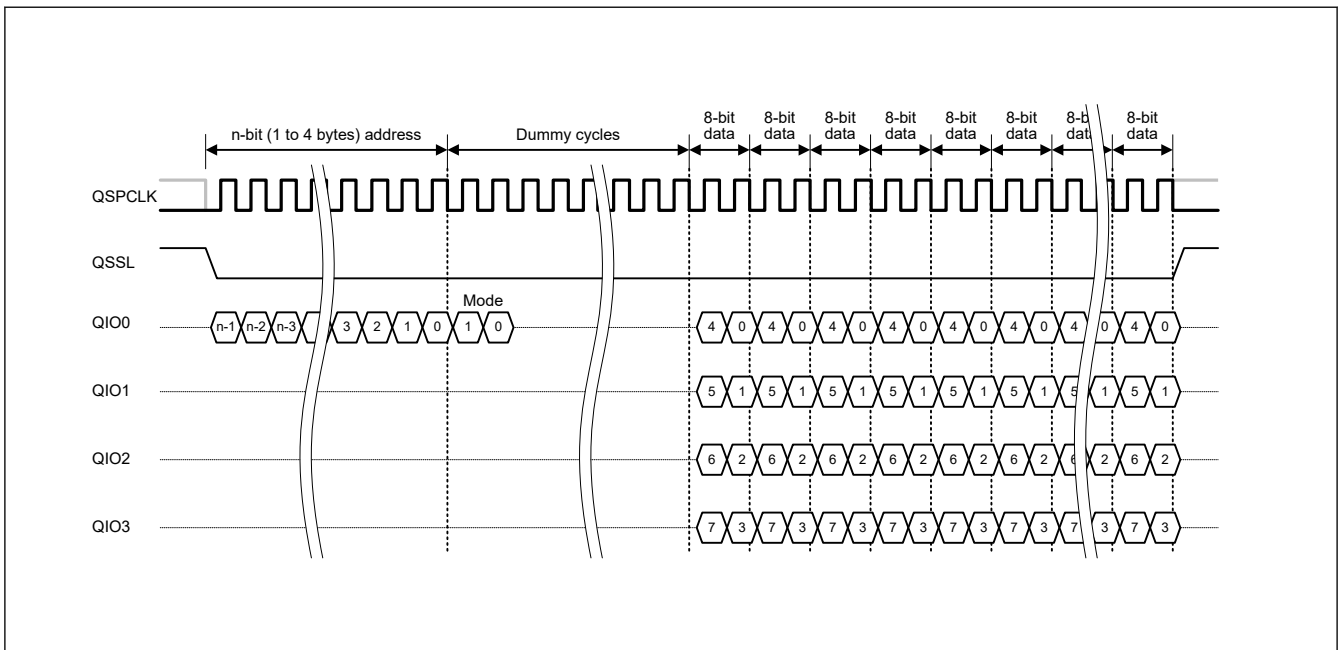 8-bit data 8-bit data 8-bit data 8-bit data 8-bit data 8-bit data 8-bit data
n-bit (1 to 4 bytes) address Dummy cycles
QSPCLK
QSSL
Mode
QIO0 n-1 n-2 n-3 3 2 1 0 1 0 4 0 4 0 4 0 4 0 4 0 4 0 4 0 4 0
QIO1 5 1 5 1 5 1 5 1 5 1 5 1 5 1 5 1
QIO2 6 2 6 2 6 2 6 2 6 2 6 2 6 2 6 2
QIO3 7 3 7 3 7 3 7 3 7 3 7 3 7 3 7 3